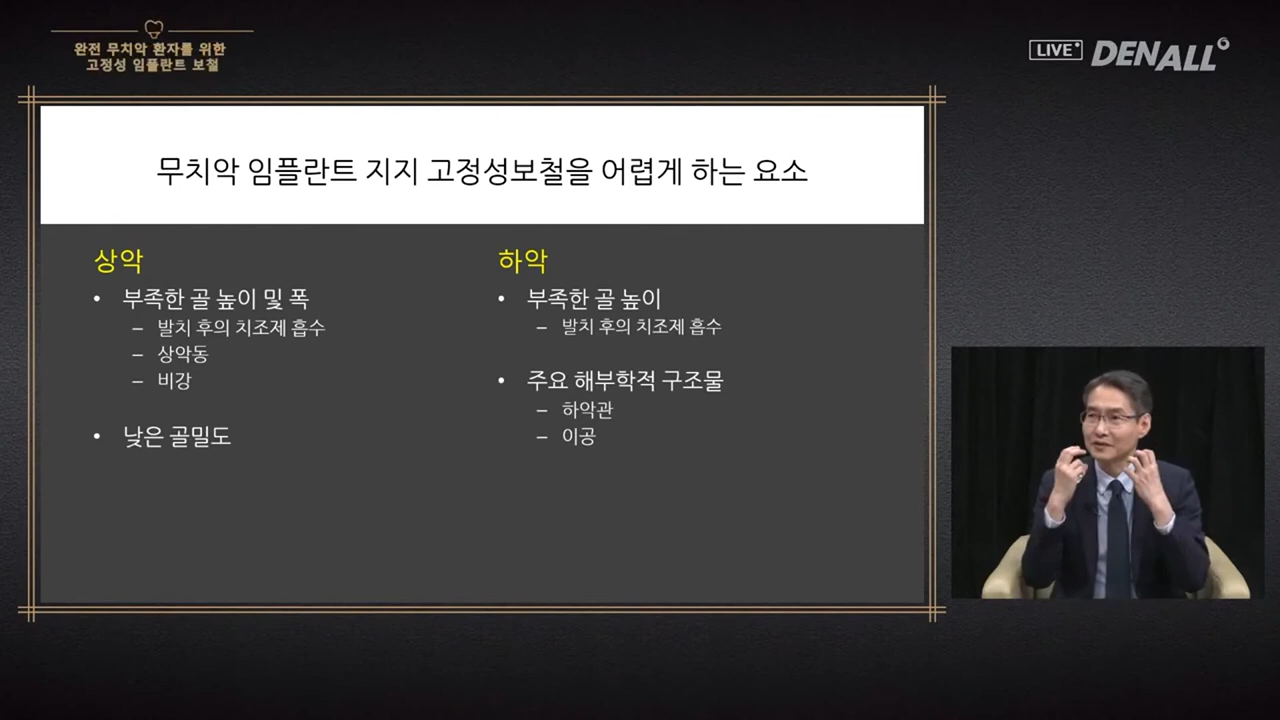 완전 무치악 환자를 위한
고정성 임플란트 보철
LIVE
DENALL
무치악 임플란트 지지 고정성보철을 어렵게 하는 요소
상악
• 부족한 골 높이 및 폭
– 발치 후의 치조제 흡수
– 상악동
– 비강
• 낮은 골밀도
하악
• 부족한 골 높이
– 발치 후의 치조제 흡수
• 주요 해부학적 구조물
– 하악관
– 이공